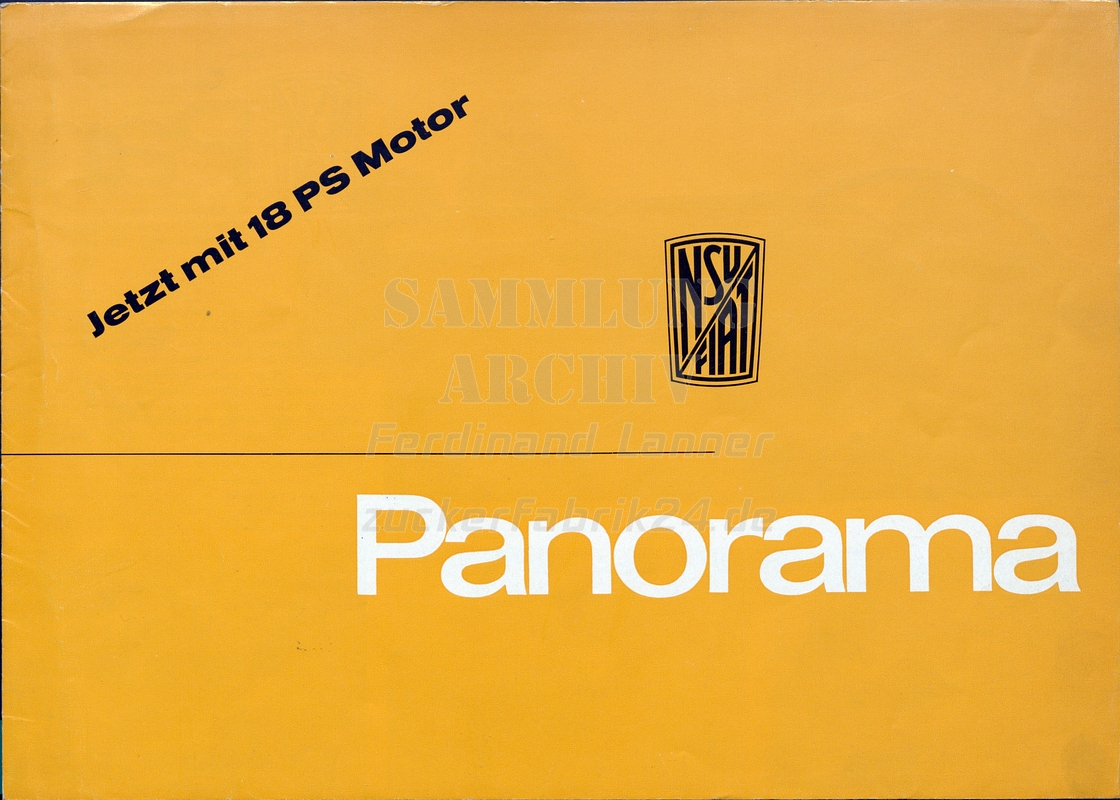 Jetzt mit 18 PS Motor
NSU
FIAT
SAMMLUNG
ARCHIV
Ferdinand Lanner
zuckerfabrik24.de
Panorama